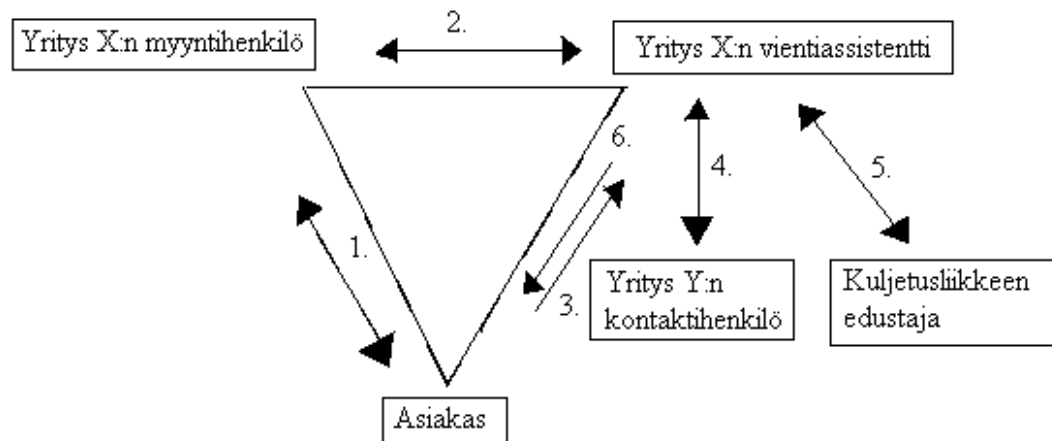 Yritys X:n myyntihenkilö
2.
Yritys X:n vientiassistentti
6.
4.
5.
1.
3.
Yritys Y:n
kontaktihenkilö
Kuljetusliikkeen
edustaja
Asiakas